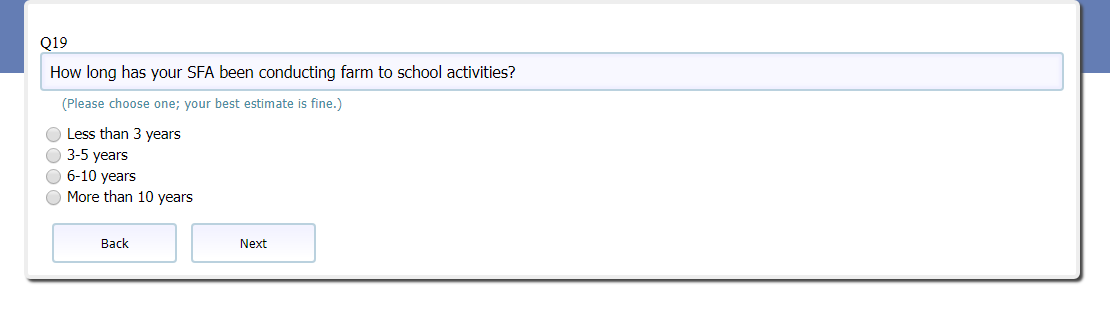 Q19
How long has your SFA been conducting farm to school activities?
(Please choose one; your best estimate is fine.)
Less than 3 years
3-5 years
6-10 years
More than 10 years
Back Next